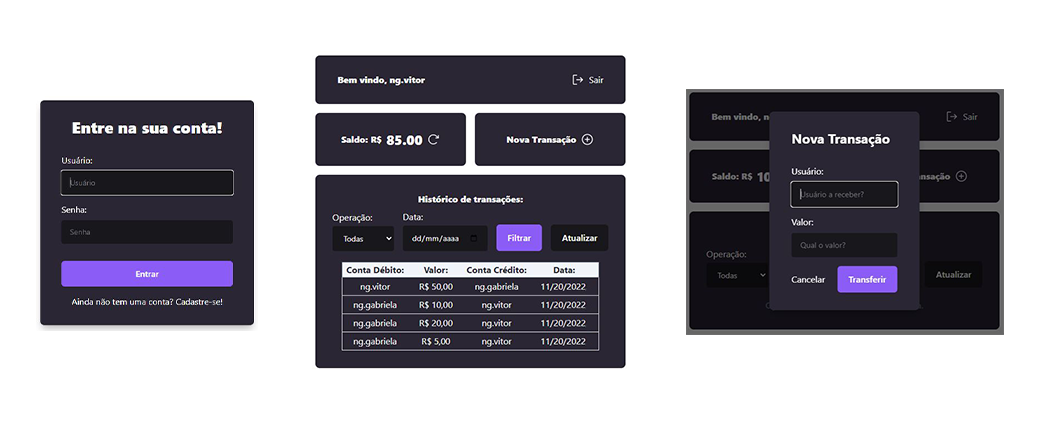 Entre na sua conta!
Usuário:
Usuário
Senha:
Senha
Entrar
Ainda não tem uma conta? Cadastre-se!
Bem vindo, ng.vitor
Sair
Saldo: R$ 85.00
Nova Transação
Histórico de transações:
Operação:
Data:
Todas
dd/mm/aaaa
Filtrar
Atualizar
Conta Débito: Valor: Conta Crédito: Data:
ng.vitor R$ 50,00 ng.gabriela 11/20/2022
ng.gabriela R$ 10,00 ng.vitor 11/20/2022
ng.gabriela R$ 20,00 ng.vitor 11/20/2022
ng.gabriela R$ 5,00 ng.vitor 11/20/2022
Bem vindo, n
Sair
Saldo: R$ 10
nsação
Operação:
Todas
Atualizar
Nova Transação
Usuário:
Usuário a receber?
Valor:
Qual o valor?
Cancelar
Transferir